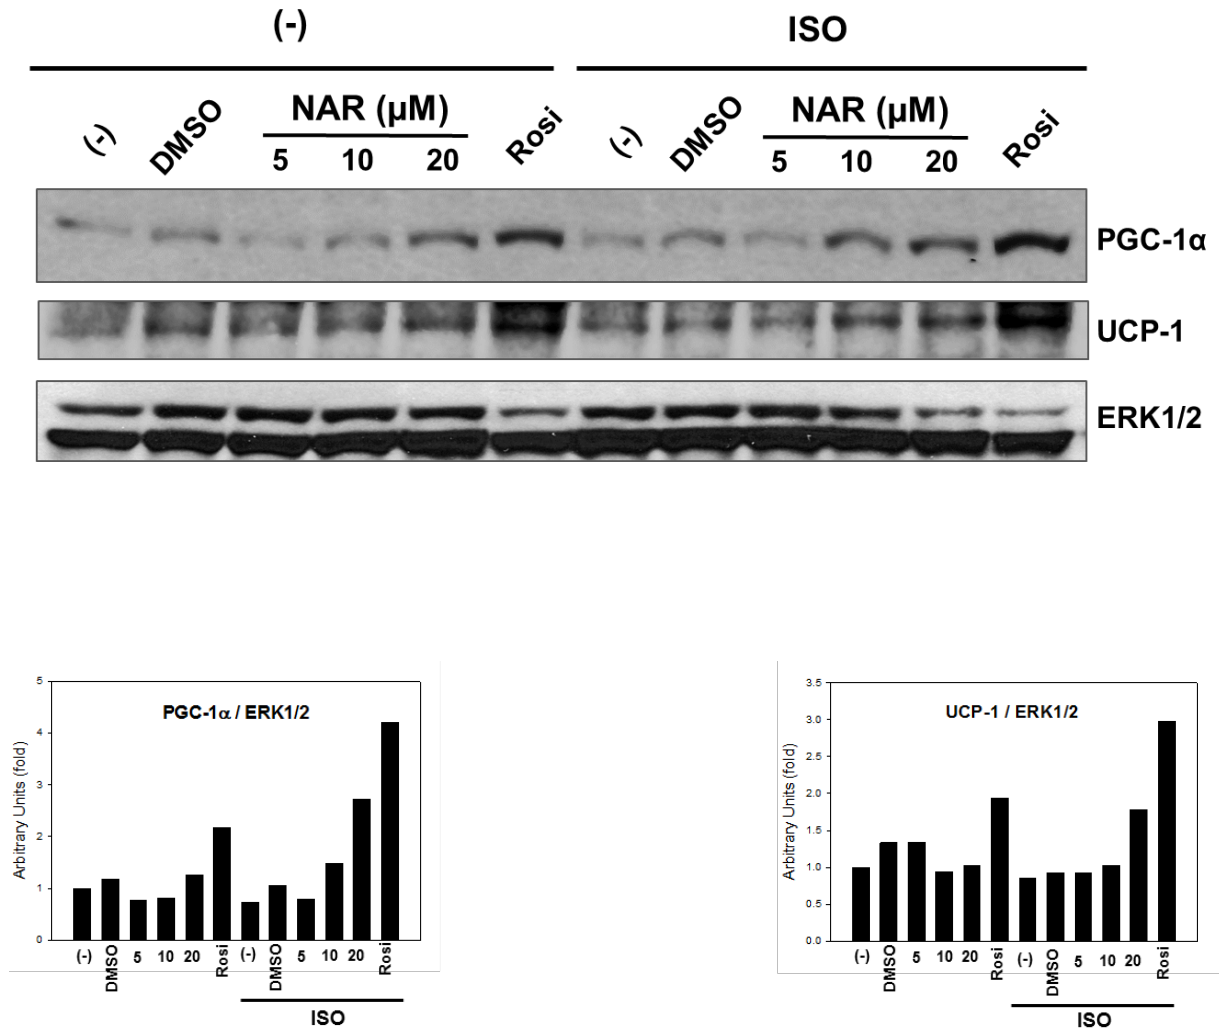 (-) ISO
(-) DMSO NAR (µM) Rosi (-) DMSO NAR (µM) Rosi
5 10 20 5 10 20
PGC-1α
UCP-1
ERK1/2
PGC-1α / ERK1/2
Arbitrary Units (fold)
5
4
3
2
1
0
(-) DMSO 5 10 20 Rosi (-) DMSO 5 10 20 Rosi
ISO
UCP-1 / ERK1/2
Arbitrary Units (fold)
3.5
3.0
2.5
2.0
1.5
1.0
0.5
0.0
(-) DMSO 5 10 20 Rosi (-) DMSO 5 10 20 Rosi
ISO